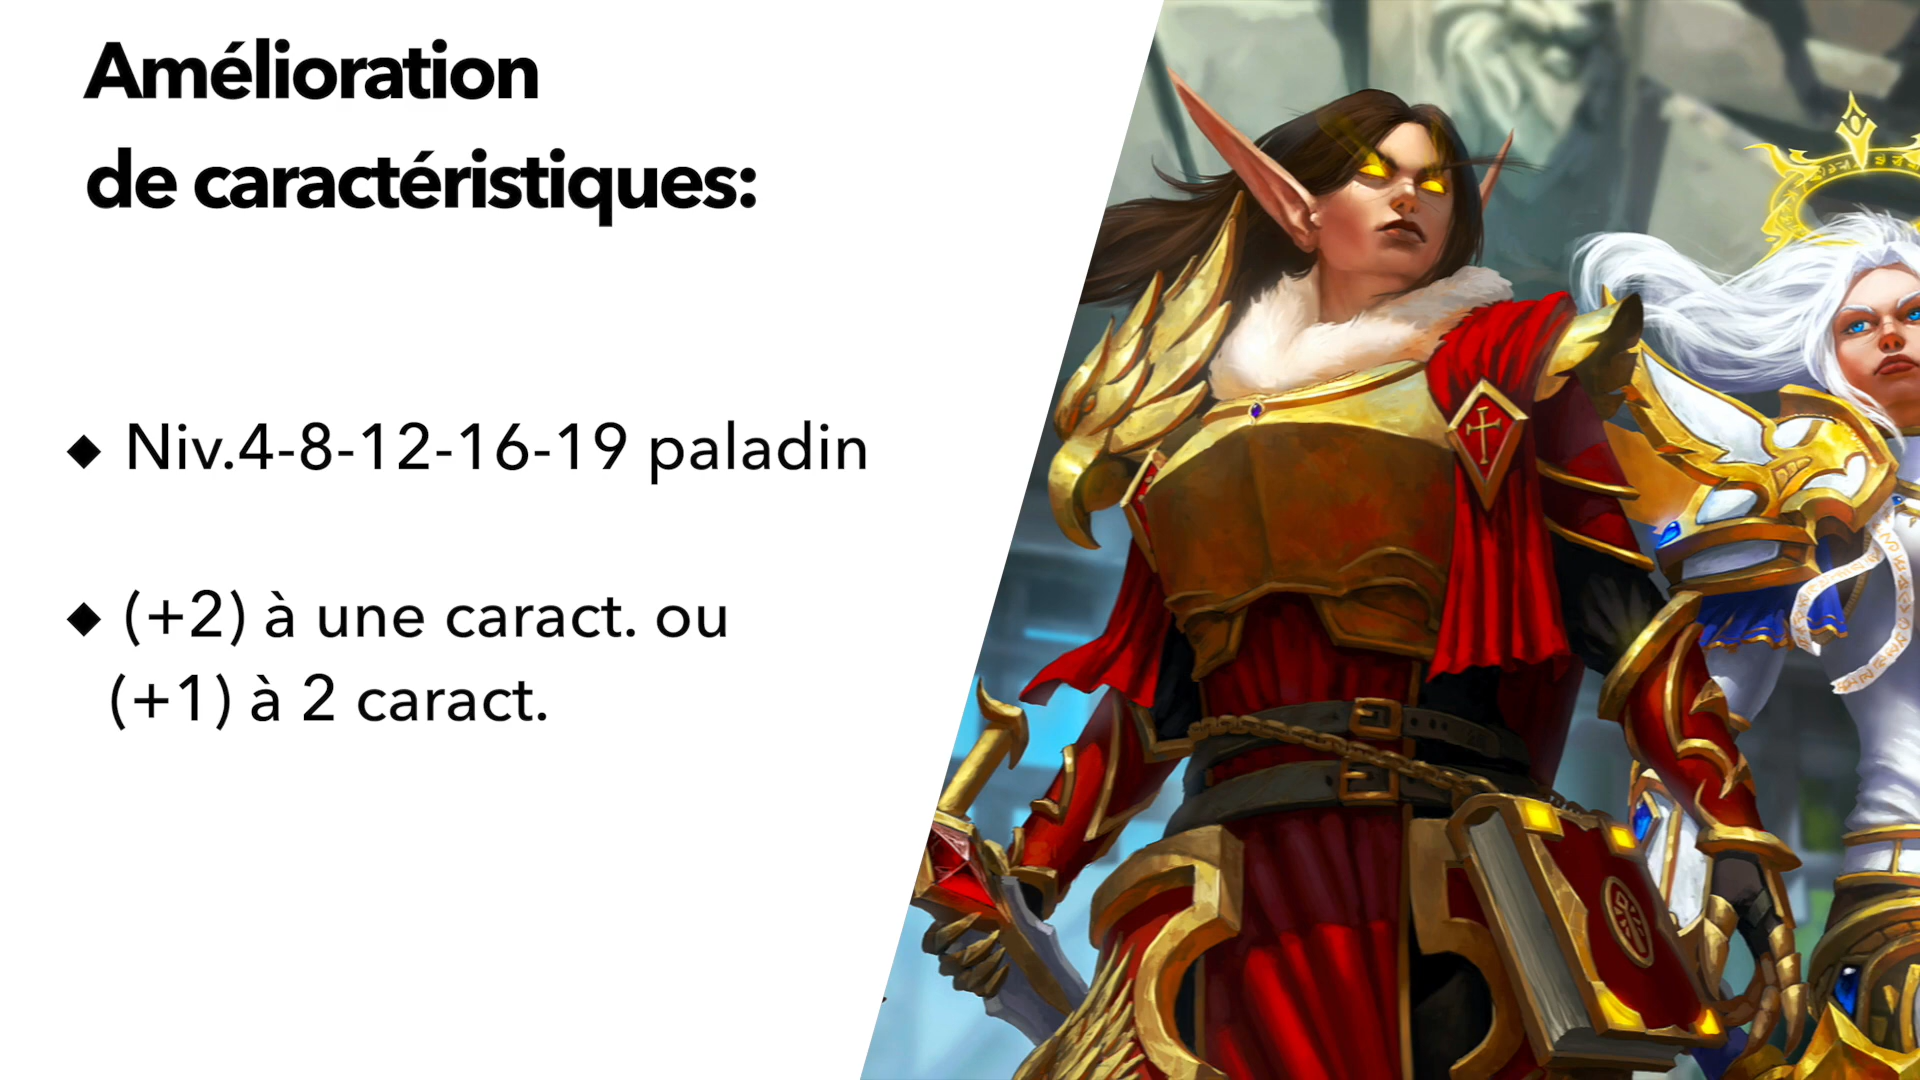 Amélioration
de caractéristiques:
◆ Niv.4-8-12-16-19 paladin
◆ (+2) à une caract. ou
(+1) à 2 caract.